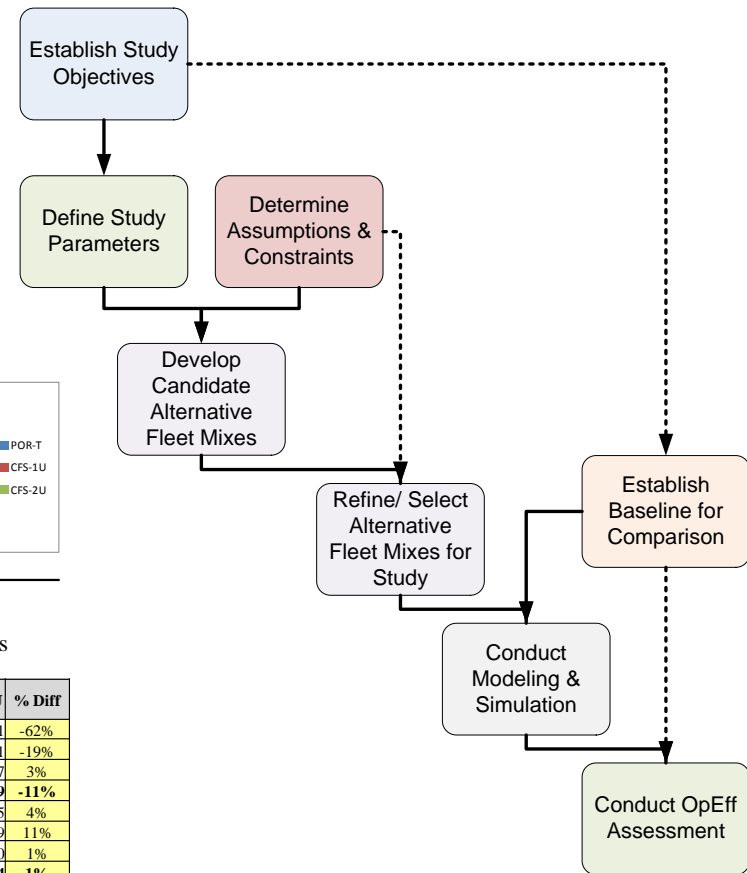 Establish Study
Objectives
Define Study
Parameters
Determine
Assumptions &
Constraints
Develop
Candidate
Alternative
Fleet Mixes
POR-T
CFS-1U
CFS-2U
Refine/ Select
Alternative
Fleet Mixes for
Study
Establish
Baseline for
Comparison
Conduct
Modeling &
Simulation
% Diff
-62%
-19%
3%
-11%
4%
11%
1%
Conduct OpEff
Assessment